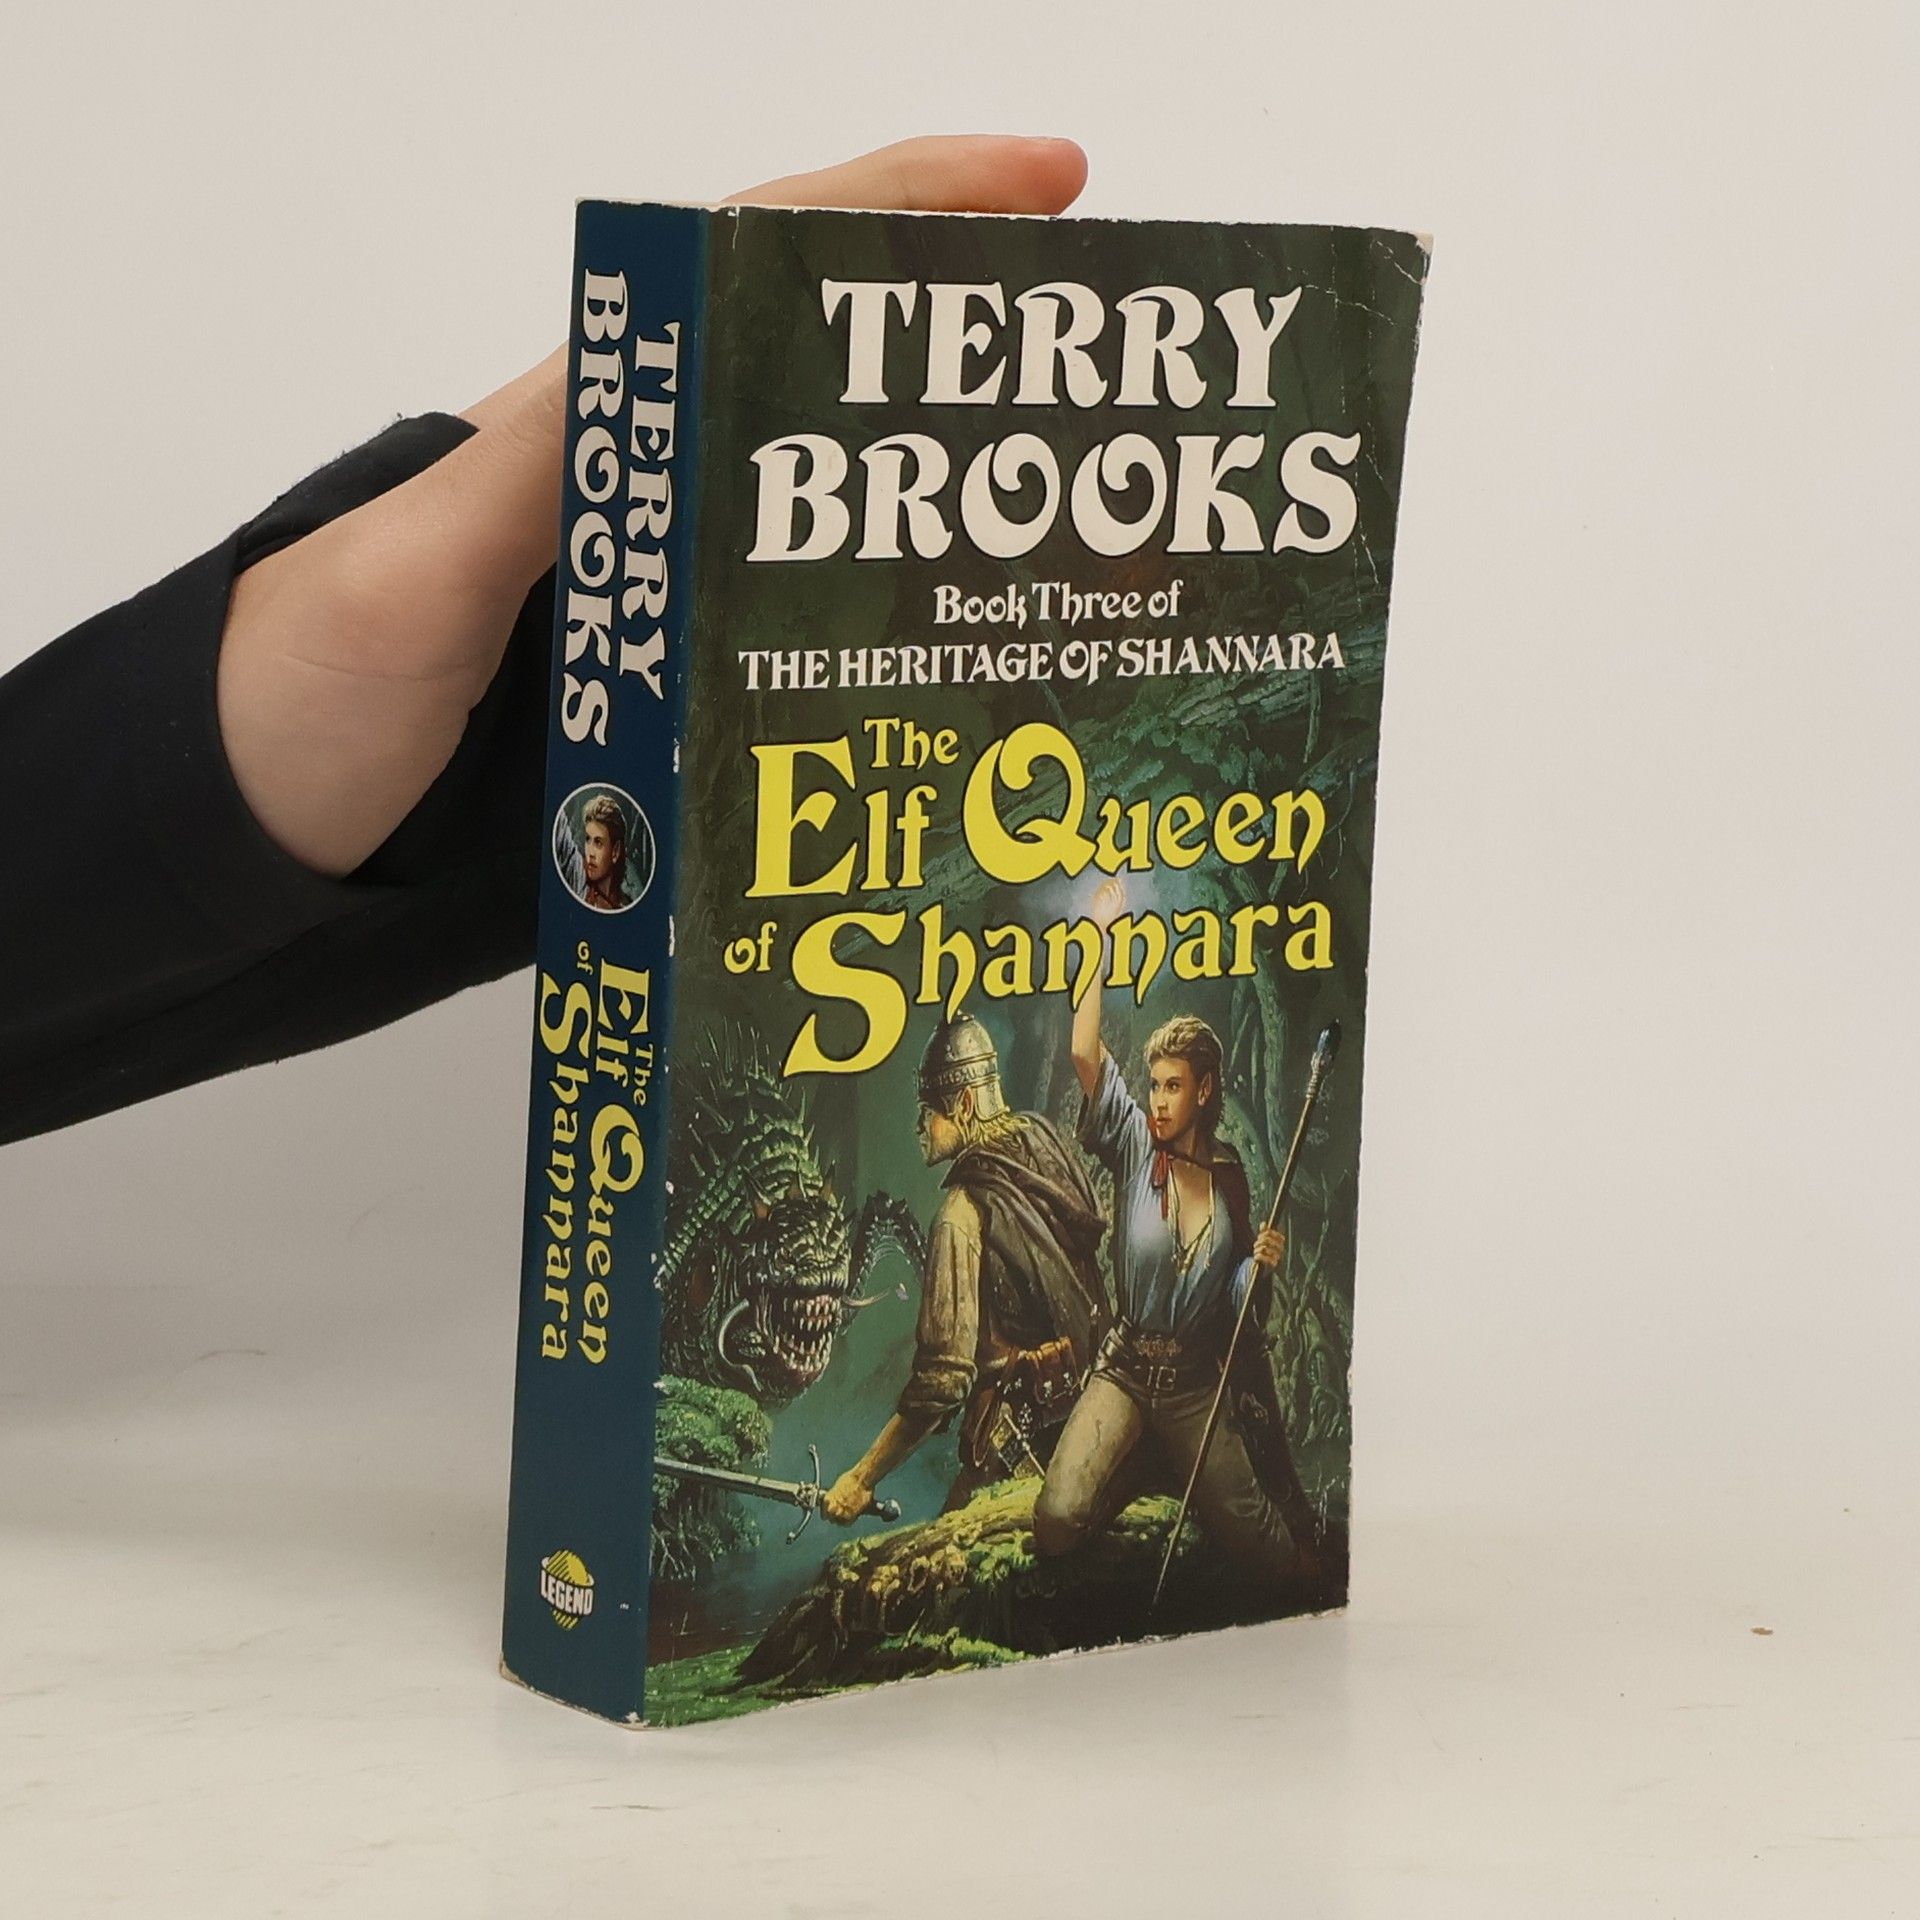 TERRY
BROOKS
Book Three of
THE HERITAGE OF SHANNARA
The
Elf Queen
of Shannara
TERRY
BROOKS
The
Elf Queen
of Shannara
LEGEND